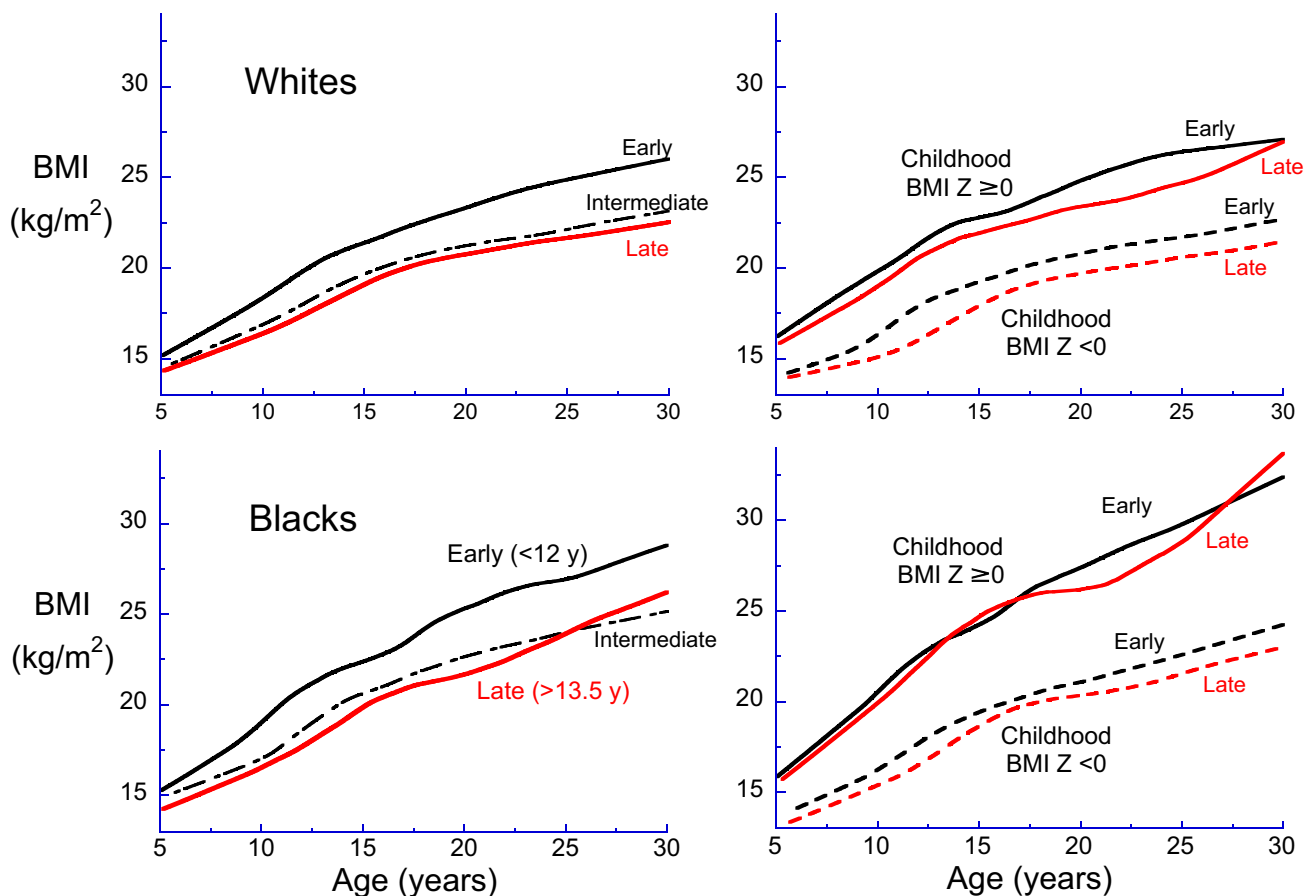 Whites
BMI
(kg/m²)
30
25
20
15
5 10 15 20 25 30
Early
Intermediate
Late
30
25
20
15
5 10 15 20 25 30
Childhood
BMI Z ≥0
Early
Late
Early
Late
Childhood
BMI Z <0
Blacks
BMI
(kg/m²)
30
25
20
15
5 10 15 20 25 30
Age (years)
Early (<12 y)
Intermediate
Late (>13.5 y)
30
25
20
15
5 10 15 20 25 30
Age (years)
Childhood
BMI Z ≥0
Early
Late
Early
Late
Childhood
BMI Z <0